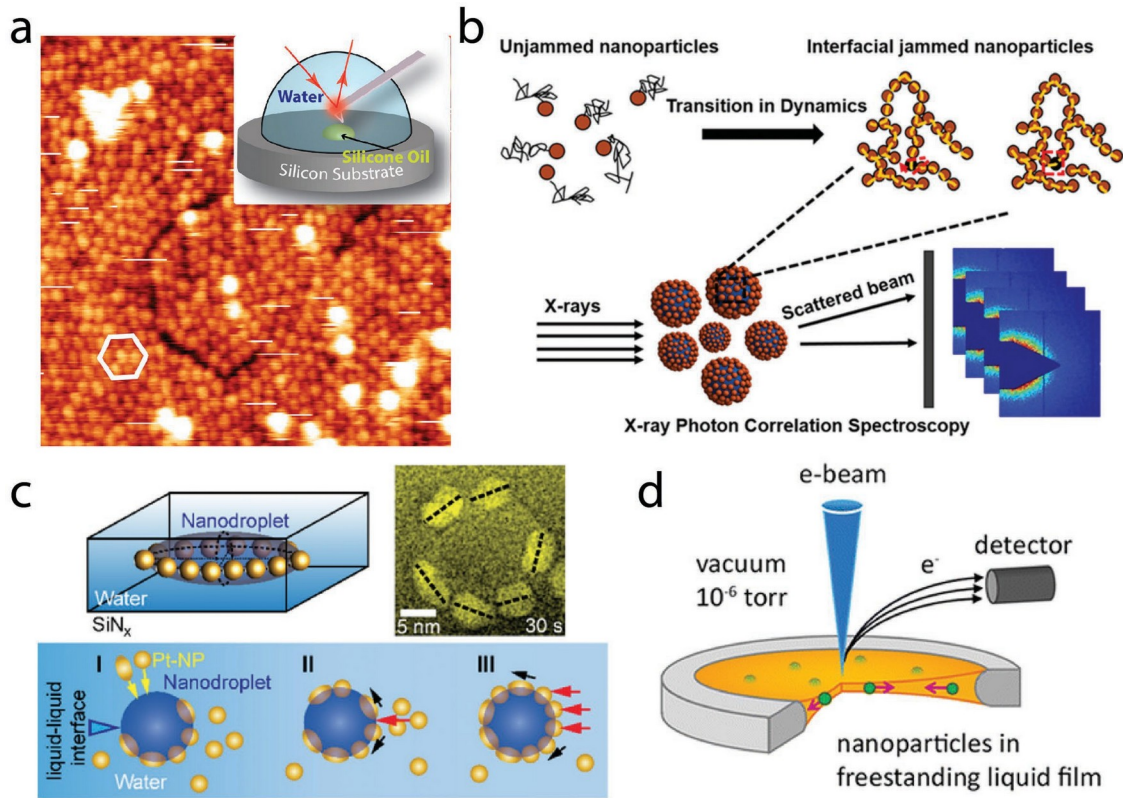 a
Water
Silicone Oil
Silicon Substrate
b
Unjammed nanoparticles
Interfacial jammed nanoparticles
Transition in Dynamics
X-rays
Scattered beam
X-ray Photon Correlation Spectroscopy
c
Nanodroplet
Water
SiNx
5 nm
30 s
I
II
III
Pt-NP
Nanodroplet
liquid-liquid
interface
Water
d
e-beam
vacuum
10⁻⁶ torr
e⁻
detector
nanoparticles in
freestanding liquid film